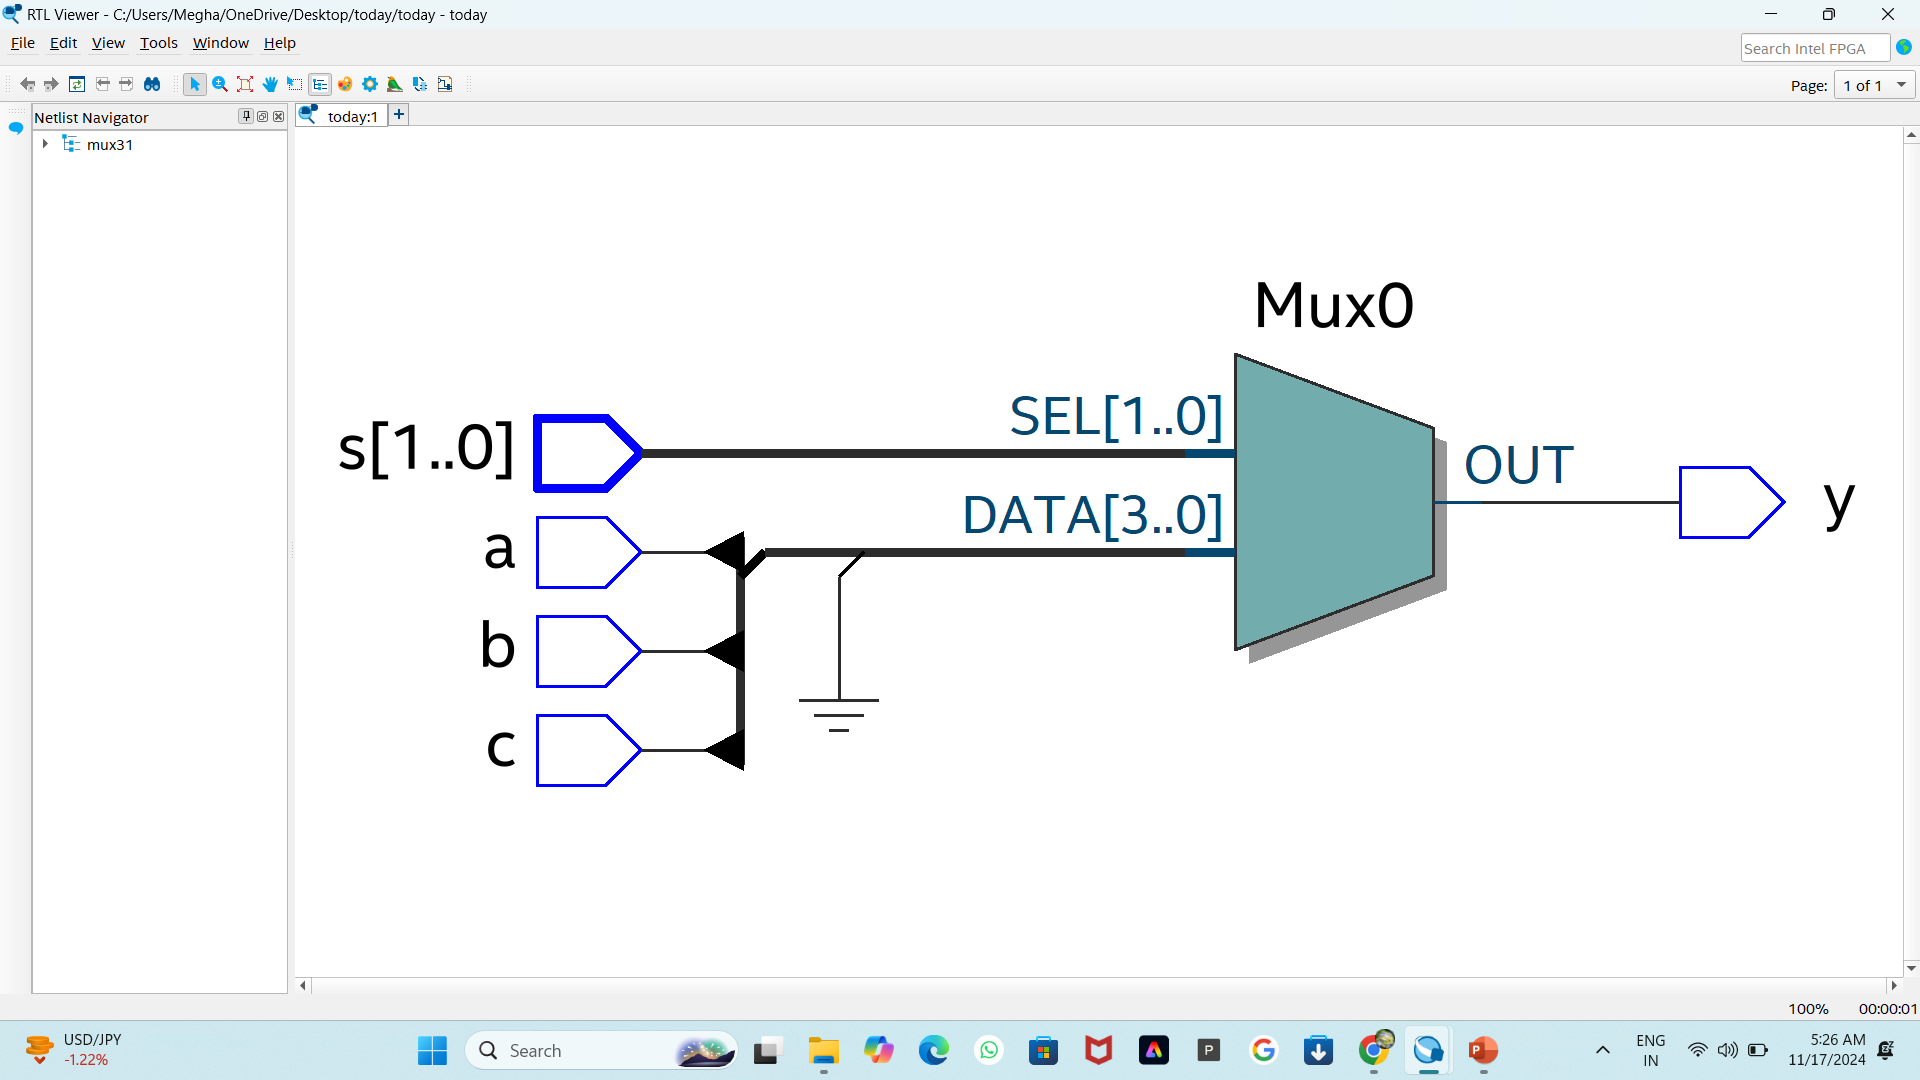 RTL Viewer - C:/Users/Megha/OneDrive/Desktop/today/today - today
File Edit View Tools Window Help
Search Intel FPGA
Page: 1 of 1
Netlist Navigator
today:1 +
mux31
Mux0
SEL[1..0]
s[1..0]
OUT
DATA[3..0]
y
a
b
c
100% 00:00:01
USD/JPY
-1.22%
Search
P
A
G
P
ENG
IN
5:26 AM
11/17/2024